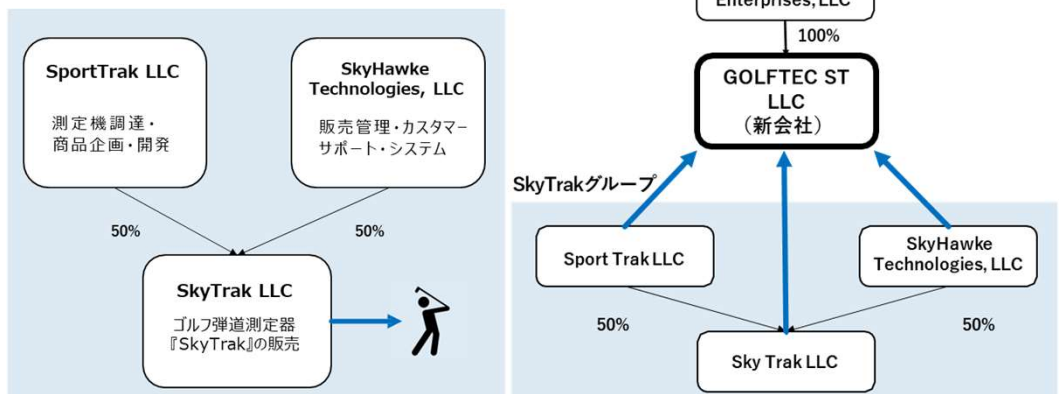 SportTrak LLC
測定機調達・
商品企画・開発
SkyHawke
Technologies, LLC
販売管理・カスタマー
サポート・システム
50%
50%
SkyTrak LLC
ゴルフ弾道測定器
『SkyTrak』の販売
Enterprises, LLC
100%
GOLFTEC ST
LLC
（新会社）
SkyTrakグループ
Sport Trak LLC
SkyHawke
Technologies, LLC
50%
50%
Sky Trak LLC